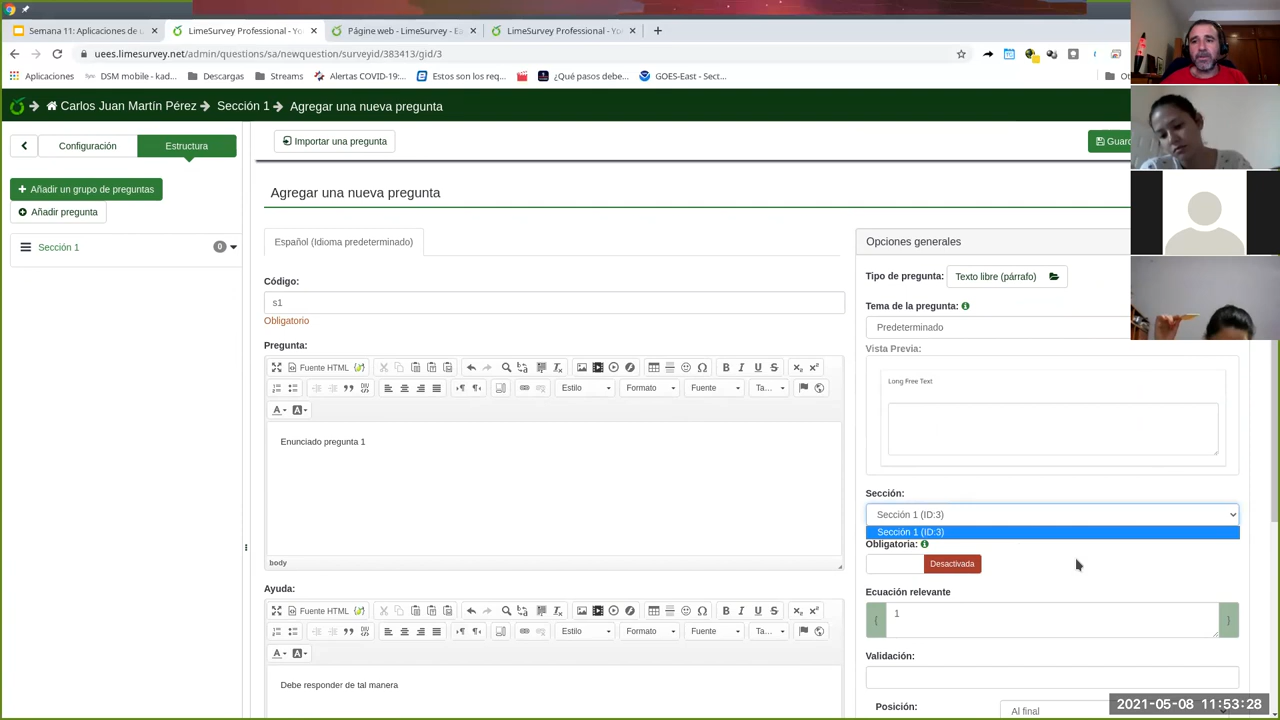 Semana 11: Aplicaciones de u
LimeSurvey Professional - Yo
Página web - LimeSurvey - Ea
LimeSurvey Professional - Yo
uees.limesurvey.net/admin/questions/sa/newquestion/surveyid/383413/gid/3
Aplicaciones
DSM mobile - kad...
Descargas
Streams
Alertas COVID-19:...
Estos son los req...
¿Qué pasos debe...
GOES-East - Sect...
Ot
Carlos Juan Martín Pérez
Sección 1
Agregar una nueva pregunta
Configuración
Estructura
Importar una pregunta
Guar
Añadir un grupo de preguntas
Añadir pregunta
Sección 1
0
Agregar una nueva pregunta
Español (Idioma predeterminado)
Código:
s1
Obligatorio
Pregunta:
Fuente HTML
Estilo
Formato
Fuente
Ta...
Enunciado pregunta 1
body
Ayuda:
Fuente HTML
Estilo
Formato
Fuente
Ta...
Debe responder de tal manera
Opciones generales
Tipo de pregunta: Texto libre (párrafo)
Tema de la pregunta:
Predeterminado
Vista Previa:
Long Free Text
Sección:
Sección 1 (ID:3)
Sección 1 (ID:3)
Obligatoria:
Desactivada
Ecuación relevante
{ 1 }
Validación:
Posición: Al final
2021-05-08 11:53:28